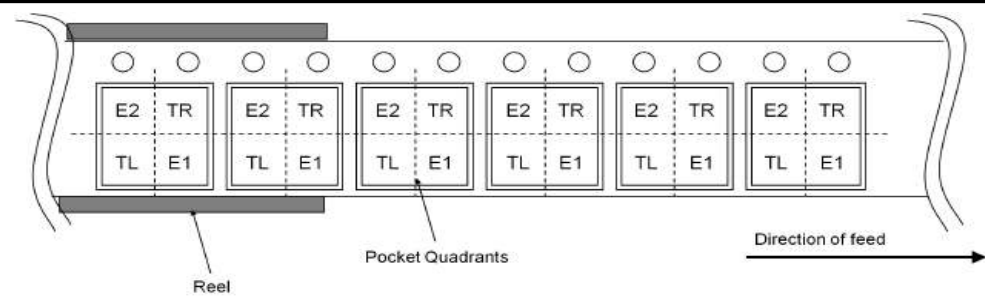 E2 TR E2 TR E2 TR E2 TR E2 TR E2 TR
TL E1 TL E1 TL E1 TL E1 TL E1 TL E1
Direction of feed
Pocket Quadrants
Reel